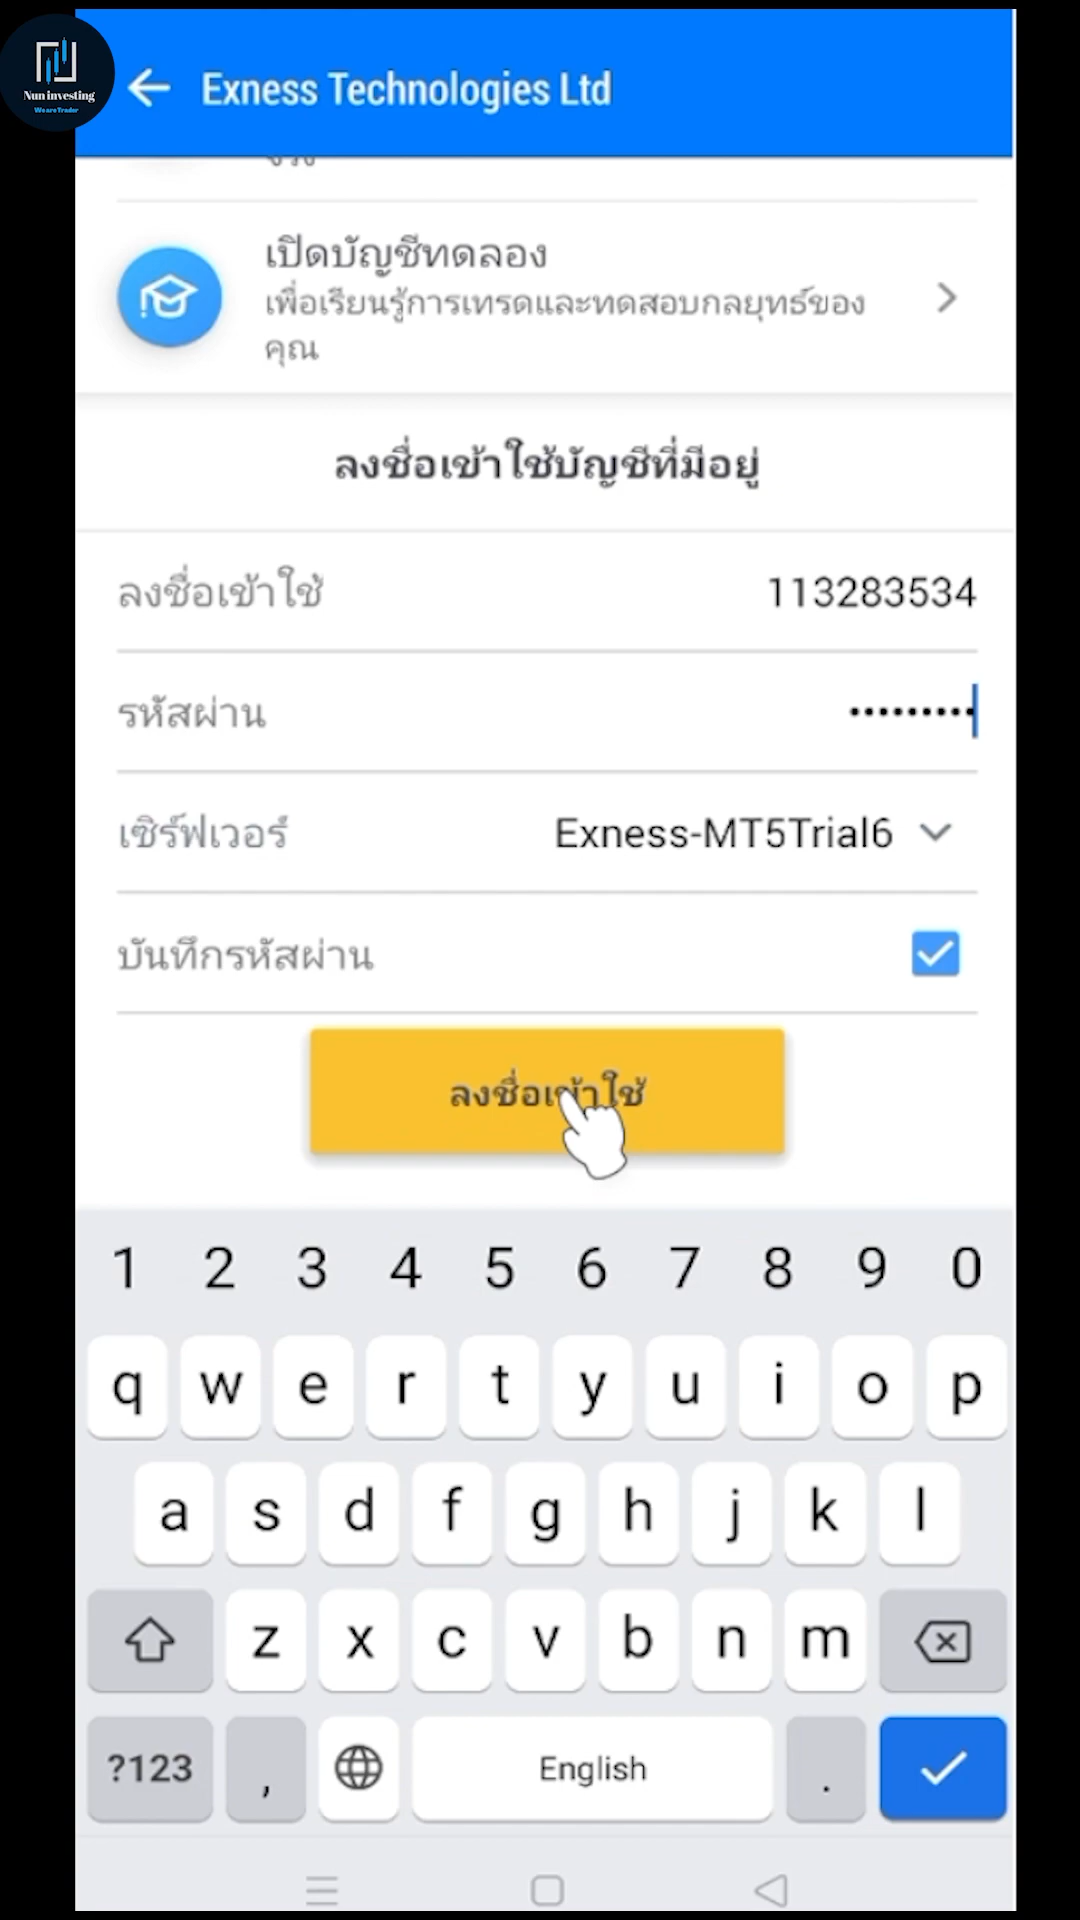 Nun investing
We are Trader
Exness Technologies Ltd
จริง
เปิดบัญชีทดลอง
เพื่อเรียนรู้การเทรดและทดสอบกลยุทธ์ของ
คุณ
ลงชื่อเข้าใช้บัญชีที่มีอยู่
ลงชื่อเข้าใช้ 113283534
รหัสผ่าน •••••••••
เซิร์ฟเวอร์ Exness-MT5Trial6
บันทึกรหัสผ่าน
ลงชื่อเข้าใช้
1 2 3 4 5 6 7 8 9 0
q w e r t y u i o p
a s d f g h j k l
z x c v b n m
?123 , English .